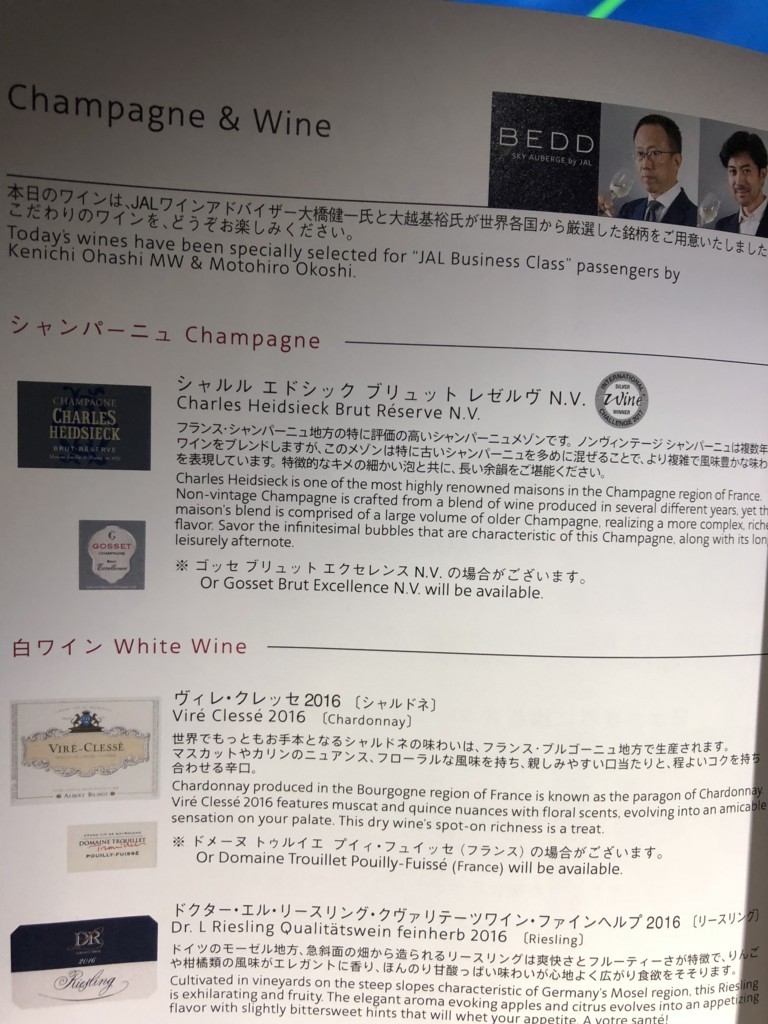 Champagne & Wine
BEDD
SKY AUBERGE by JAL
本日のワインは、JALワインアドバイザー大橋健一氏と大越基裕氏が世界各国から厳選した銘柄をご用意いたしました
こだわりのワインを、どうぞお楽しみください。
Today's wines have been specially selected for "JAL Business Class" passengers by
Kenichi Ohashi MW & Motohiro Okoshi.
シャンパーニュ Champagne
CHAMPAGNE
CHARLES
HEIDSIECK
BRUT RÉSERVE
シャルル エドシック ブリュット レゼルヴ N.V.
Charles Heidsieck Brut Réserve N.V.
INTERNATIONAL
SILVER
Wine
WINNER
CHALLENGE 2017
フランス・シャンパーニュ地方の特に評価の高いシャンパーニュメゾンです。ノンヴィンテージ シャンパーニュは複数年
ワインをブレンドしますが、このメゾンは特に古いシャンパーニュを多めに混ぜることで、より複雑で風味豊かな味わ
を表現しています。特徴的なキメの細かい泡と共に、長い余韻をご堪能ください。
Charles Heidsieck is one of the most highly renowned maisons in the Champagne region of France.
Non-vintage Champagne is crafted from a blend of wine produced in several different years, yet th
maison's blend is comprised of a large volume of older Champagne, realizing a more complex, riche
flavor. Savor the infinitesimal bubbles that are characteristic of this Champagne, along with its lon
leisurely afternote.
G
GOSSET
CHAMPAGNE
Excellence
※ ゴッセ ブリュット エクセレンス N.V. の場合がございます。
Or Gosset Brut Excellence N.V. will be available.
白ワイン White Wine
VIRÉ-CLESSÉ
ALBERT BICHOT
ヴィレ・クレッセ 2016 〔シャルドネ〕
Viré Clessé 2016 〔Chardonnay〕
世界でもっともお手本となるシャルドネの味わいは、フランス・ブルゴーニュ地方で生産されます。
マスカットやカリンのニュアンス、フローラルな風味を持ち、親しみやすい口当たりと、程よいコクを持ち
合わせる辛口。
Chardonnay produced in the Bourgogne region of France is known as the paragon of Chardonnay
Viré Clessé 2016 features muscat and quince nuances with floral scents, evolving into an amicable
sensation on your palate. This dry wine's spot-on richness is a treat.
DOMAINE TROUILLET
POUILLY-FUISSÉ
※ ドメーヌ トゥルイエ プイィ・フュイッセ (フランス) の場合がございます。
Or Domaine Trouillet Pouilly-Fuissé (France) will be available.
DR
L
2016
Riesling
ドクター・エル・リースリング・クヴァリテーツワイン・ファインヘルプ 2016 〔リースリング〕
Dr. L Riesling Qualitätswein feinherb 2016 〔Riesling〕
ドイツのモーゼル地方、急斜面の畑から造られるリースリングは爽快さとフルーティーさが特徴で、りんご
や柑橘類の風味がエレガントに香り、ほんのり甘酸っぱい味わいが心地よく広がり食欲をそそります。
Cultivated in vineyards on the steep slopes characteristic of Germany's Mosel region, this Riesling
is exhilarating and fruity. The elegant aroma evoking apples and citrus evolves into an appetizing
flavor with slightly bittersweet hints that will whet your appetite. A votre santé!